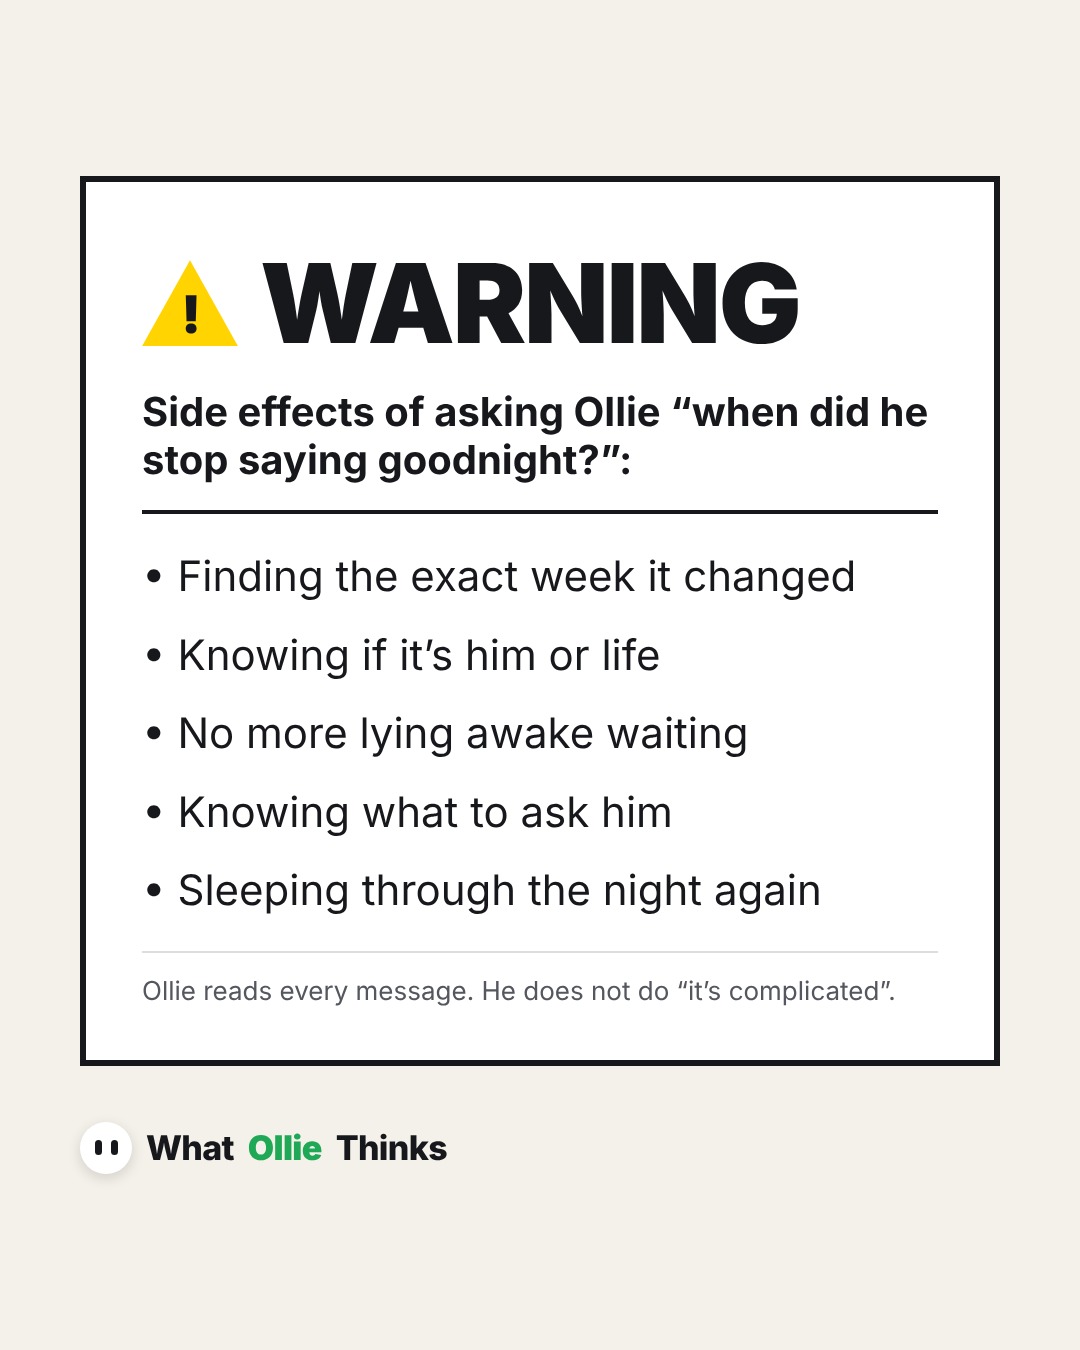 ! WARNING
Side effects of asking Ollie “when did he
stop saying goodnight?”:
• Finding the exact week it changed
• Knowing if it’s him or life
• No more lying awake waiting
• Knowing what to ask him
• Sleeping through the night again
Ollie reads every message. He does not do “it’s complicated”.
What Ollie Thinks